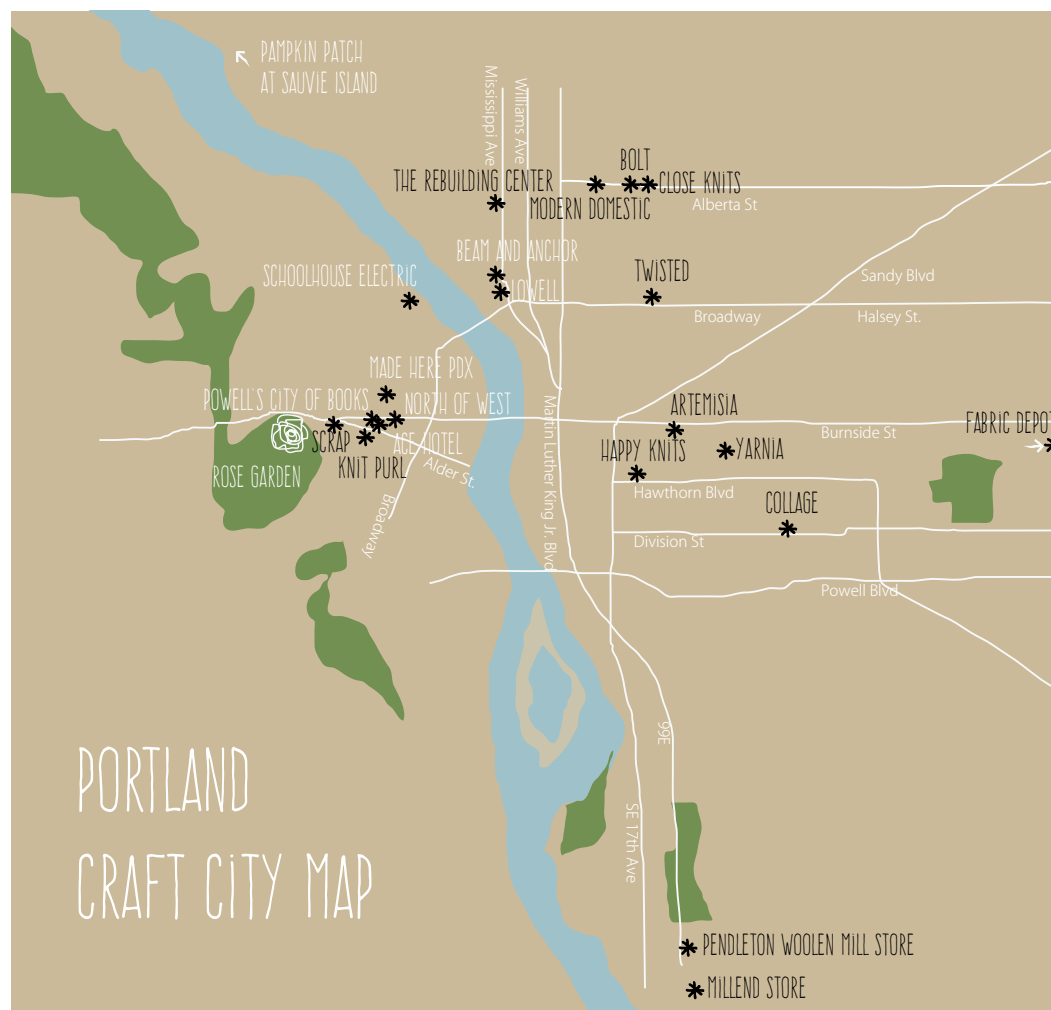 PAMPKIN PATCH
AT SAUVIE ISLAND
Mississippi Ave
Williams Ave
BOLT
THE REBUILDING CENTER
CLOSE KNITS
MODERN DOMESTIC
Alberta St
BEAM AND ANCHOR
SCHOOLHOUSE ELECTRIC
TWISTED
Sandy Blvd
LOWELL
Broadway
Halsey St.
MADE HERE PDX
POWELL'S CITY OF BOOKS
NORTH OF WEST
Martin Luther King Jr. Blvd
ARTEMISIA
FABRIC DEPOT
Burnside St
SCRAP
ACE HOTEL
HAPPY KNITS
YARNIA
KNIT PURL
Alder St.
ROSE GARDEN
Hawthorn Blvd
COLLAGE
Broadway
Division St
Powell Blvd
99E
PORTLAND
CRAFT CITY MAP
SE 17th Ave
PENDLETON WOOLEN MILL STORE
MILLEND STORE